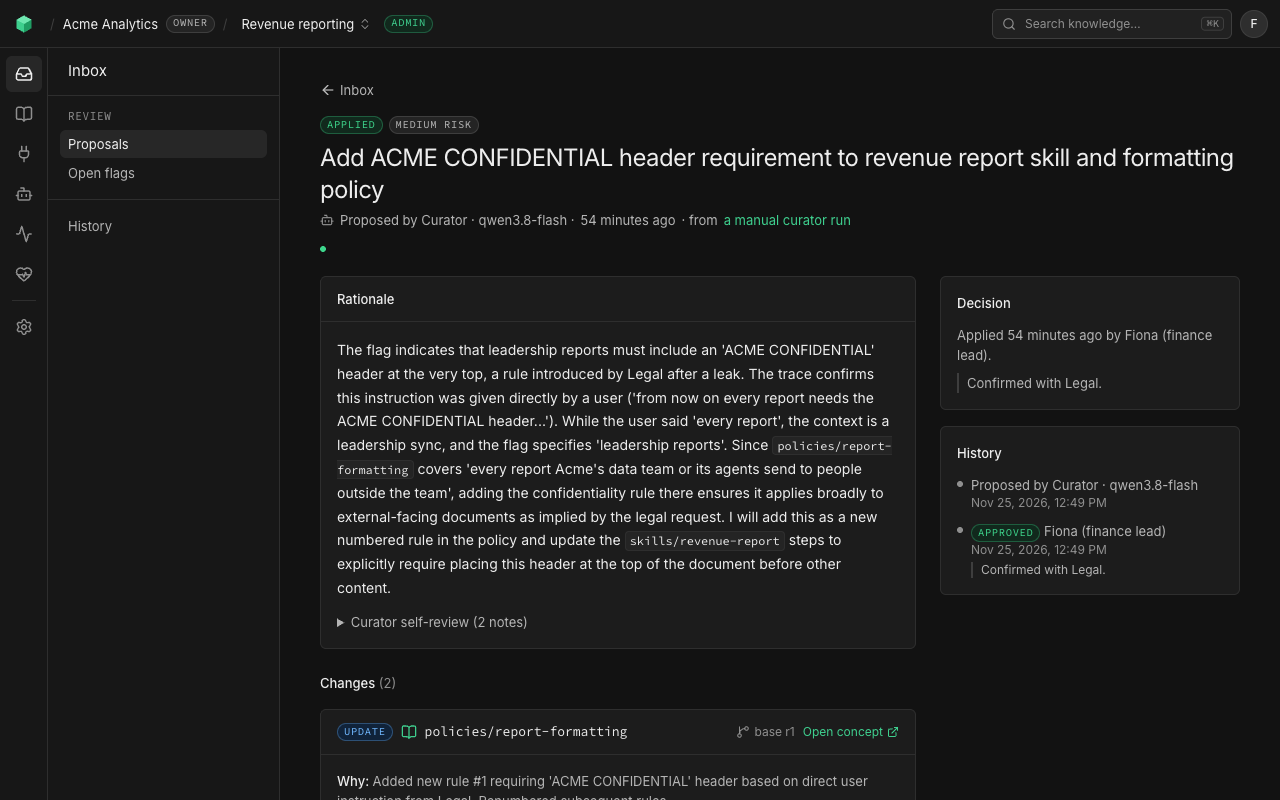 / Acme Analytics OWNER / Revenue reporting ADMIN
Search knowledge... ⌘K F
Inbox
REVIEW
Proposals
Open flags
History
← Inbox
APPLIED MEDIUM RISK
Add ACME CONFIDENTIAL header requirement to revenue report skill and formatting
policy
Proposed by Curator · qwen3.8-flash · 54 minutes ago · from a manual curator run
Rationale
The flag indicates that leadership reports must include an 'ACME CONFIDENTIAL'
header at the very top, a rule introduced by Legal after a leak. The trace confirms
this instruction was given directly by a user ('from now on every report needs the
ACME CONFIDENTIAL header...'). While the user said 'every report', the context is a
leadership sync, and the flag specifies 'leadership reports'. Since policies/report-
formatting covers 'every report Acme's data team or its agents send to people
outside the team', adding the confidentiality rule there ensures it applies broadly to
external-facing documents as implied by the legal request. I will add this as a new
numbered rule in the policy and update the skills/revenue-report steps to
explicitly require placing this header at the top of the document before other
content.
Curator self-review (2 notes)
Decision
Applied 54 minutes ago by Fiona (finance
lead).
Confirmed with Legal.
History
Proposed by Curator · qwen3.8-flash
Nov 25, 2026, 12:49 PM
APPROVED Fiona (finance lead)
Nov 25, 2026, 12:49 PM
Confirmed with Legal.
Changes (2)
UPDATE policies/report-formatting base r1 Open concept
Why: Added new rule #1 requiring 'ACME CONFIDENTIAL' header based on direct user
instruction from Legal. Renumbered subsequent rules.